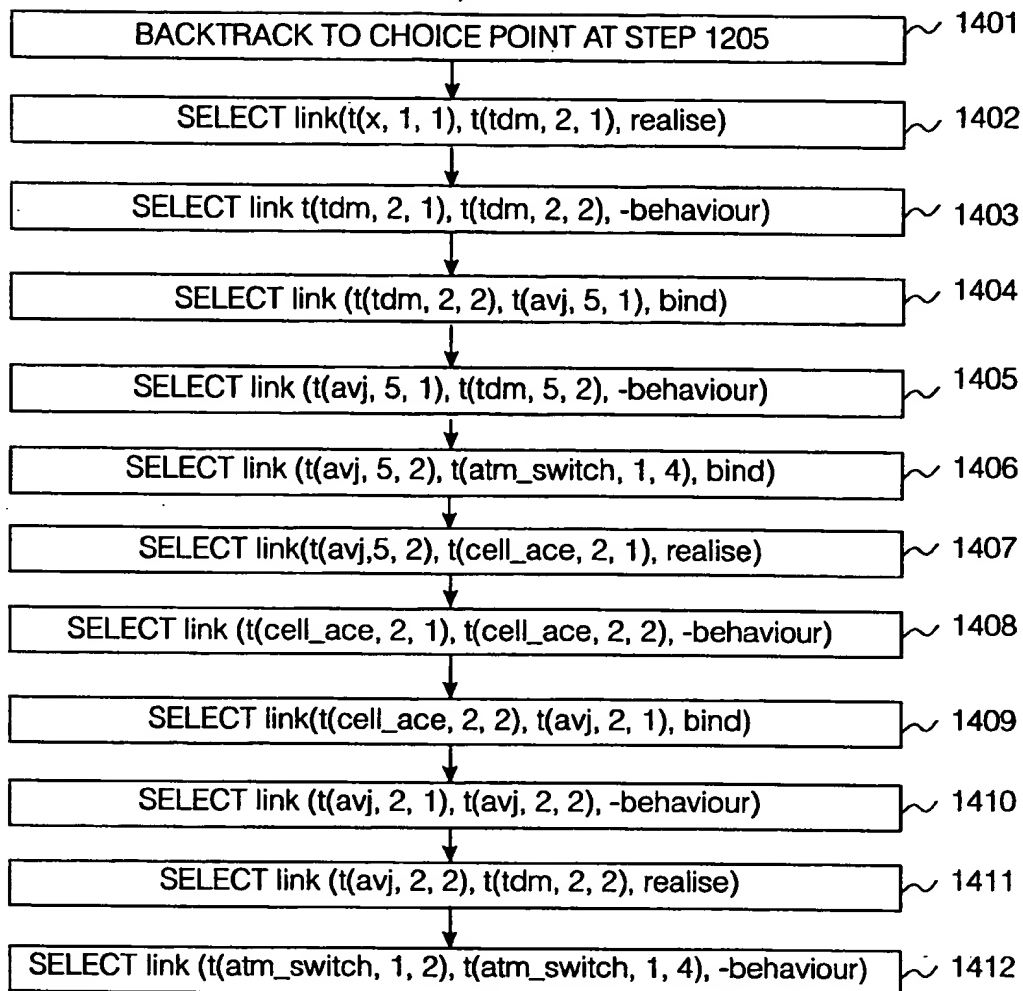 BACKTRACK TO CHOICE POINT AT STEP 1205 1401
SELECT link(t(x, 1, 1), t(tdm, 2, 1), realise) 1402
SELECT link t(tdm, 2, 1), t(tdm, 2, 2), -behaviour) 1403
SELECT link (t(tdm, 2, 2), t(avj, 5, 1), bind) 1404
SELECT link (t(avj, 5, 1), t(tdm, 5, 2), -behaviour) 1405
SELECT link (t(avj, 5, 2), t(atm_switch, 1, 4), bind) 1406
SELECT link(t(avj,5, 2), t(cell_ace, 2, 1), realise) 1407
SELECT link (t(cell_ace, 2, 1), t(cell_ace, 2, 2), -behaviour) 1408
SELECT link(t(cell_ace, 2, 2), t(avj, 2, 1), bind) 1409
SELECT link (t(avj, 2, 1), t(avj, 2, 2), -behaviour) 1410
SELECT link (t(avj, 2, 2), t(tdm, 2, 2), realise) 1411
SELECT link (t(atm_switch, 1, 2), t(atm_switch, 1, 4), -behaviour) 1412